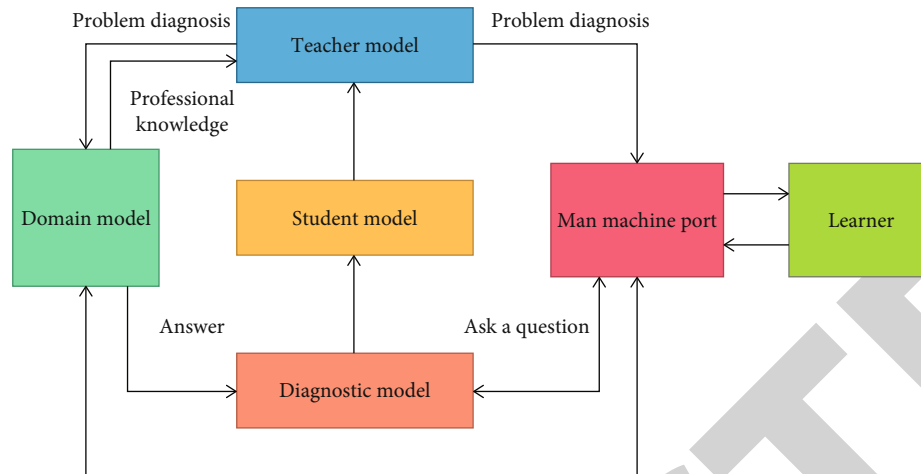 Problem diagnosis
Problem diagnosis
Teacher model
Professional
knowledge
Domain model
Student model
Man machine port
Learner
Answer
Ask a question
Diagnostic model